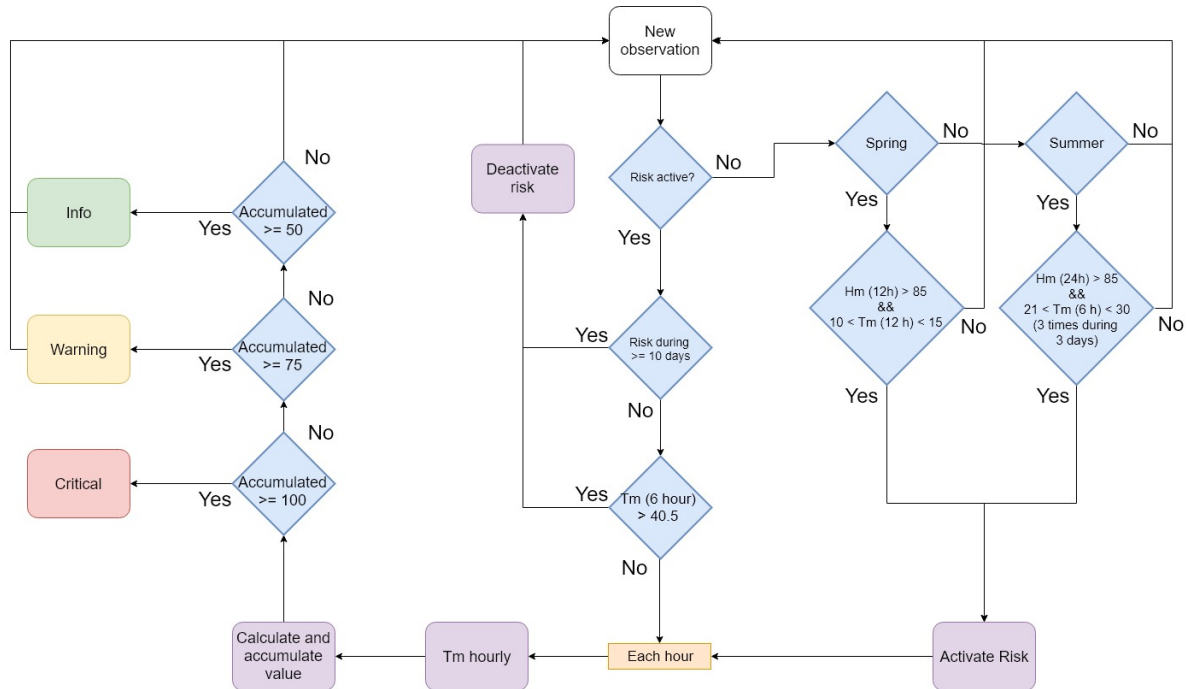 New
observation
Spring
No
Summer
No
No
Deactivate
risk
Risk active?
No
Info
Yes
Accumulated
>= 50
Yes
Yes
Yes
No
Hm (12h) > 85
&&
10 < Tm (12 h) < 15
No
Hm (24h) > 85
&&
21 < Tm (6 h) < 30
(3 times during
3 days)
No
Warning
Yes
Accumulated
>= 75
Yes
Risk during
>= 10 days
Yes
Yes
No
No
Critical
Yes
Accumulated
>= 100
Yes
Tm (6 hour)
> 40.5
No
Calculate and
accumulate
value
Tm hourly
Each hour
Activate Risk